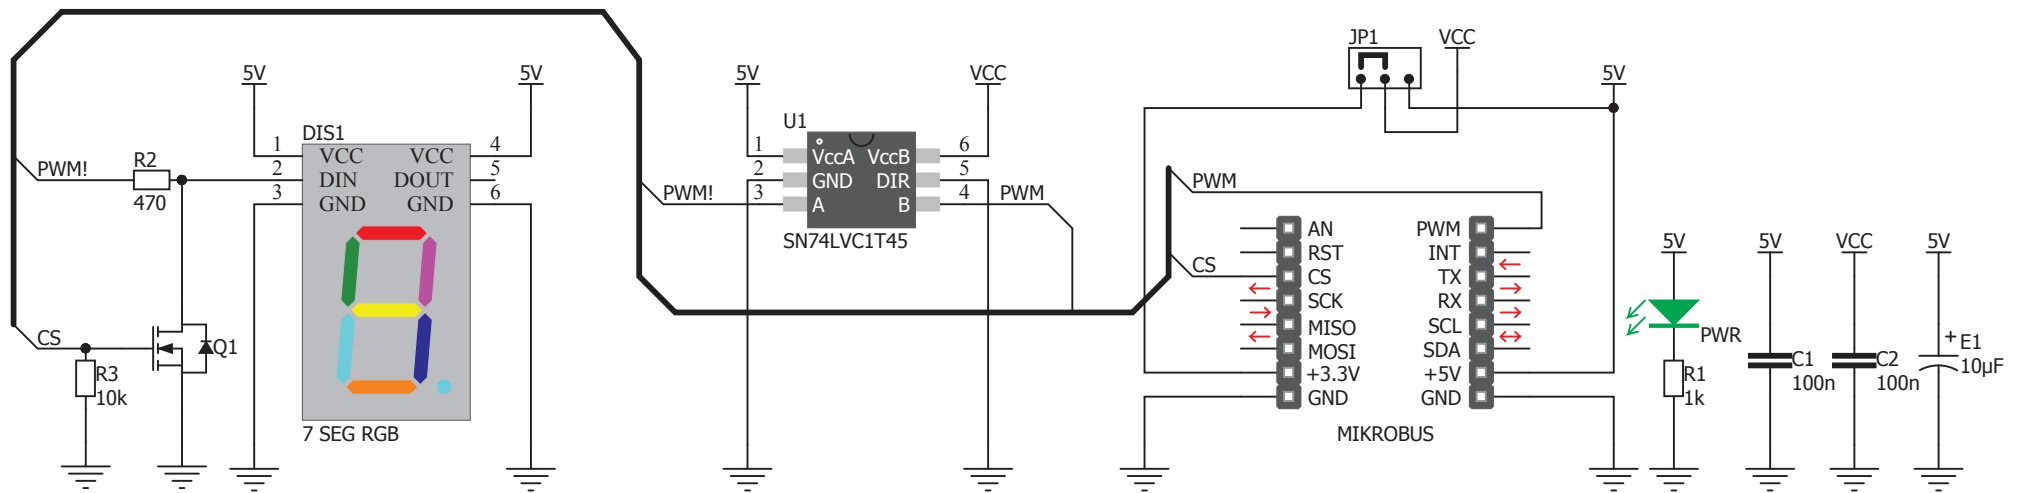 JP1
VCC
5V
5V
5V
VCC
5V
DIS1
U1
1
VCC
VCC
4
2
DIN
DOUT
5
3
GND
GND
6
PWM!
R2
470
PWM!
1
VccA
VccB
6
2
GND
DIR
5
3
A
B
4
PWM
SN74LVC1T45
PWM
CS
AN
PWM
RST
INT
CS
TX
SCK
RX
MISO
SCL
MOSI
SDA
+3.3V
+5V
GND
GND
MIKROBUS
5V
5V
VCC
5V
PWR
R1
1k
C1
100n
C2
100n
+
E1
10µF
CS
Q1
R3
10k
7 SEG RGB